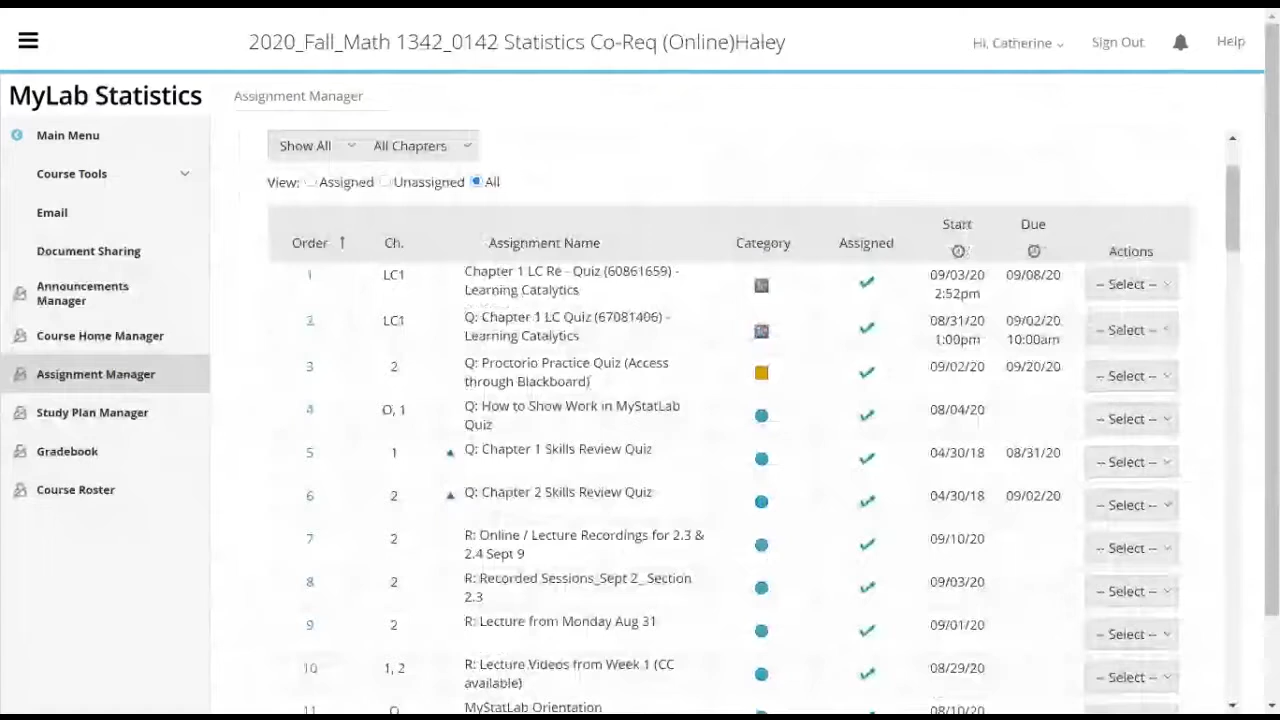 2020_Fall_Math 1342_0142 Statistics Co-Req (Online)Haley
Hi, Catherine
Sign Out
Help
MyLab Statistics
Assignment Manager
Main Menu
Course Tools
Email
Document Sharing
Announcements
Manager
Course Home Manager
Assignment Manager
Study Plan Manager
Gradebook
Course Roster
Show All
All Chapters
View: Assigned Unassigned All
Order ↑ Ch. Assignment Name Category Assigned Start Due Actions
1 LC1 Chapter 1 LC Re - Quiz (60861659) - 09/03/20 09/08/20 -- Select --
Learning Catalytics 2:52pm
2 LC1 Q: Chapter 1 LC Quiz (67081406) - 08/31/20 09/02/20 -- Select --
Learning Catalytics 1:00pm 10:00am
3 2 Q: Proctorio Practice Quiz (Access 09/02/20 09/20/20 -- Select --
through Blackboard)
4 O, 1 Q: How to Show Work in MyStatLab 08/04/20 -- Select --
Quiz
5 1 Q: Chapter 1 Skills Review Quiz 04/30/18 08/31/20 -- Select --
6 2 Q: Chapter 2 Skills Review Quiz 04/30/18 09/02/20 -- Select --
7 2 R: Online / Lecture Recordings for 2.3 & 09/10/20 -- Select --
2.4 Sept 9
8 2 R: Recorded Sessions_Sept 2_ Section 09/03/20 -- Select --
2.3
9 2 R: Lecture from Monday Aug 31 09/01/20 -- Select --
10 1, 2 R: Lecture Videos from Week 1 (CC 08/29/20 -- Select --
available)
11 O MyStatLab Orientation 08/10/20